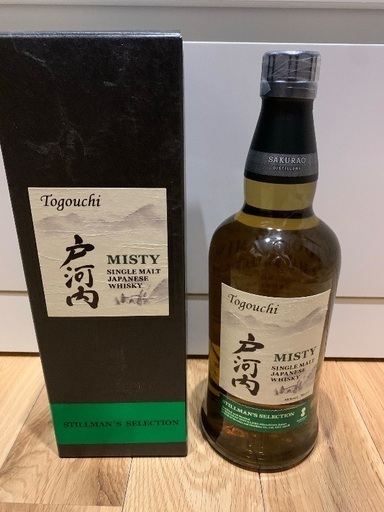 Togouchi
戸河内
MISTY
SINGLE MALT
JAPANESE
WHISKY
STILLMAN'S SELECTION
SAKURAO
DISTILLERY
Togouchi
戸河内
MISTY
SINGLE MALT
JAPANESE
WHISKY
STILLMAN'S SELECTION